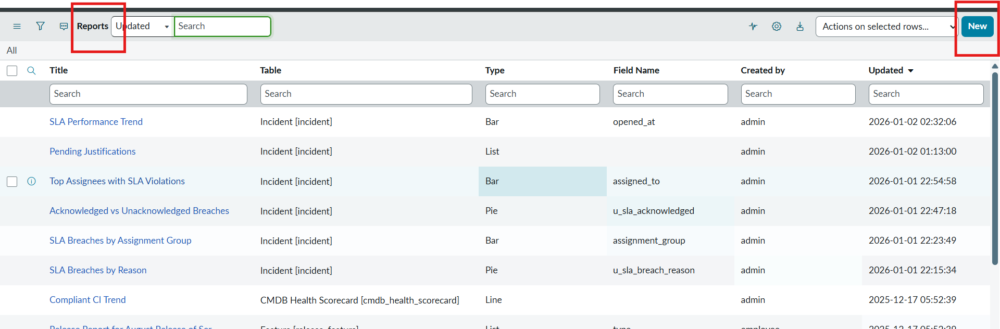 Reports Updated Search Actions on selected rows... New
All
Title Table Type Field Name Created by Updated
Search Search Search Search Search Search
SLA Performance Trend Incident [incident] Bar opened_at admin 2026-01-02 02:32:06
Pending Justifications Incident [incident] List admin 2026-01-02 01:13:00
Top Assignees with SLA Violations Incident [incident] Bar assigned_to admin 2026-01-01 22:54:58
Acknowledged vs Unacknowledged Breaches Incident [incident] Pie u_sla_acknowledged admin 2026-01-01 22:47:18
SLA Breaches by Assignment Group Incident [incident] Bar assignment_group admin 2026-01-01 22:23:49
SLA Breaches by Reason Incident [incident] Pie u_sla_breach_reason admin 2026-01-01 22:15:34
Compliant CI Trend CMDB Health Scorecard [cmdb_health_scorecard] Line admin 2025-12-17 05:52:39
Release Report for August Release of Ser Feature [release_feature] List type employee 2025-12-17 05:52:39